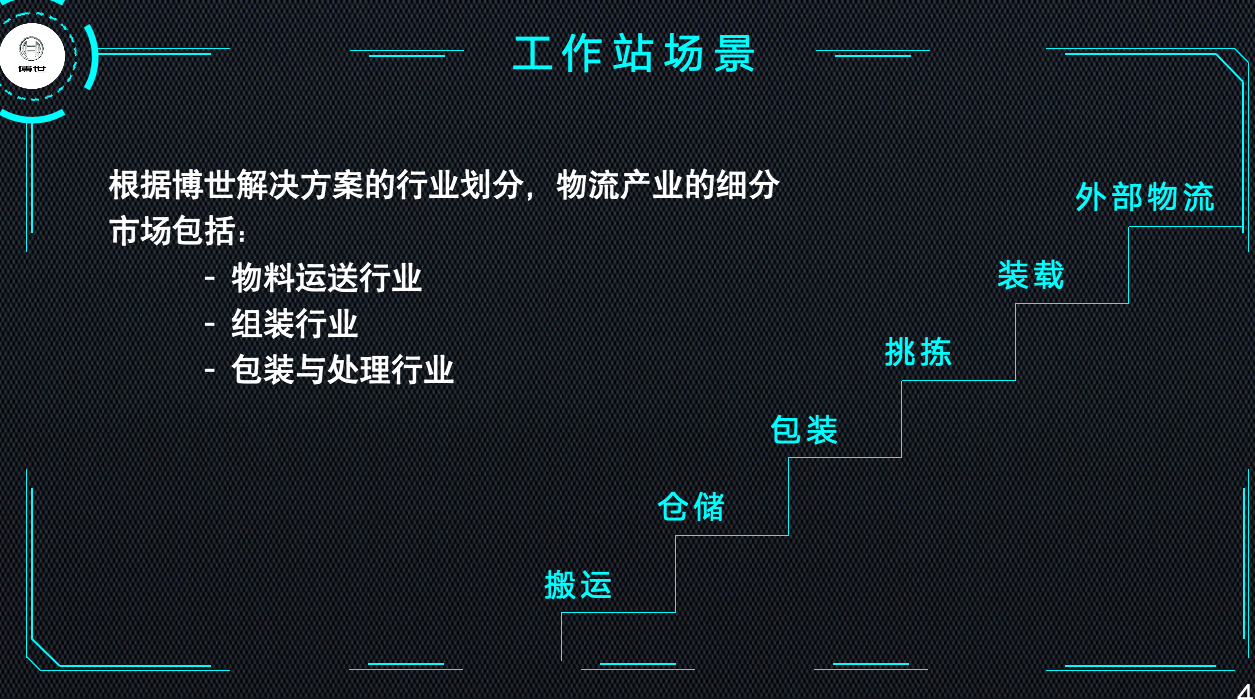 博世
工作站场景
根据博世解决方案的行业划分，物流产业的细分
市场包括：
- 物料运送行业
- 组装行业
- 包装与处理行业
外部物流
装载
挑拣
包装
仓储
搬运
4